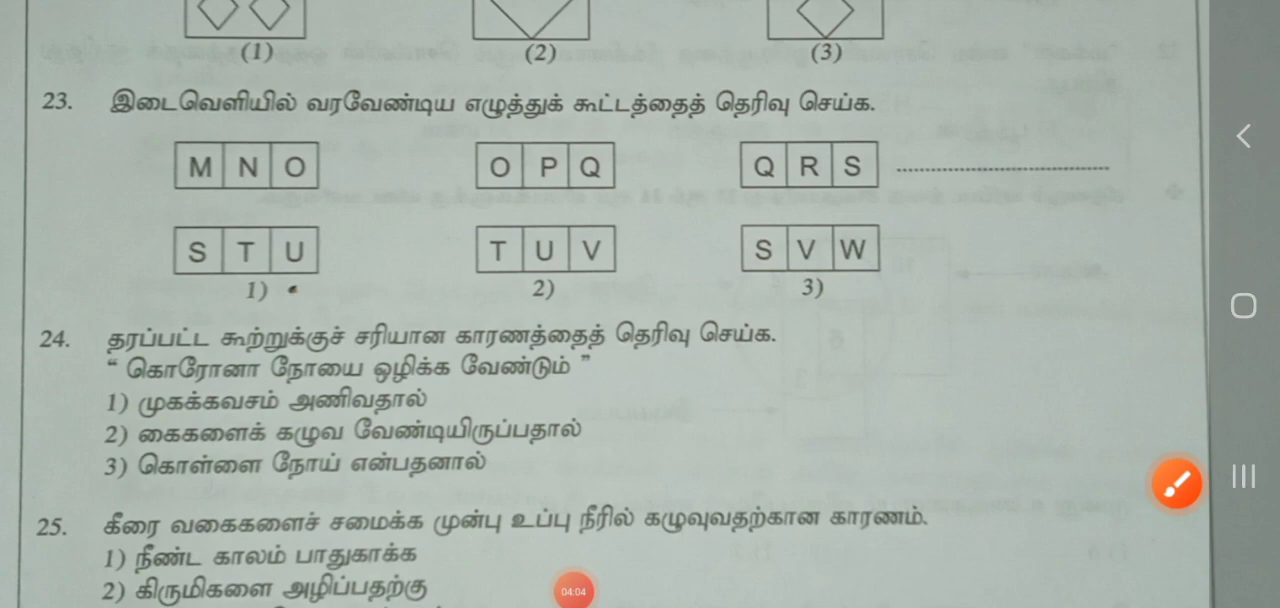 (1) (2) (3)
23. இடைவெளியில் வரவேண்டிய எழுத்துக் கூட்டத்தைத் தெரிவு செய்க.
M N O O P Q Q R S ....................
S T U T U V S V W
1) 2) 3)
24. தரப்பட்ட கூற்றுக்குச் சரியான காரணத்தைத் தெரிவு செய்க.
“ கொரோனா நோயை ஒழிக்க வேண்டும் ”
1) முகக்கவசம் அணிவதால்
2) கைகளைக் கழுவ வேண்டியிருப்பதால்
3) கொள்ளை நோய் என்பதனால்
25. கீரை வகைகளைச் சமைக்க முன்பு உப்பு நீரில் கழுவுவதற்கான காரணம்.
1) நீண்ட காலம் பாதுகாக்க
2) கிருமிகளை அழிப்பதற்கு
04:04